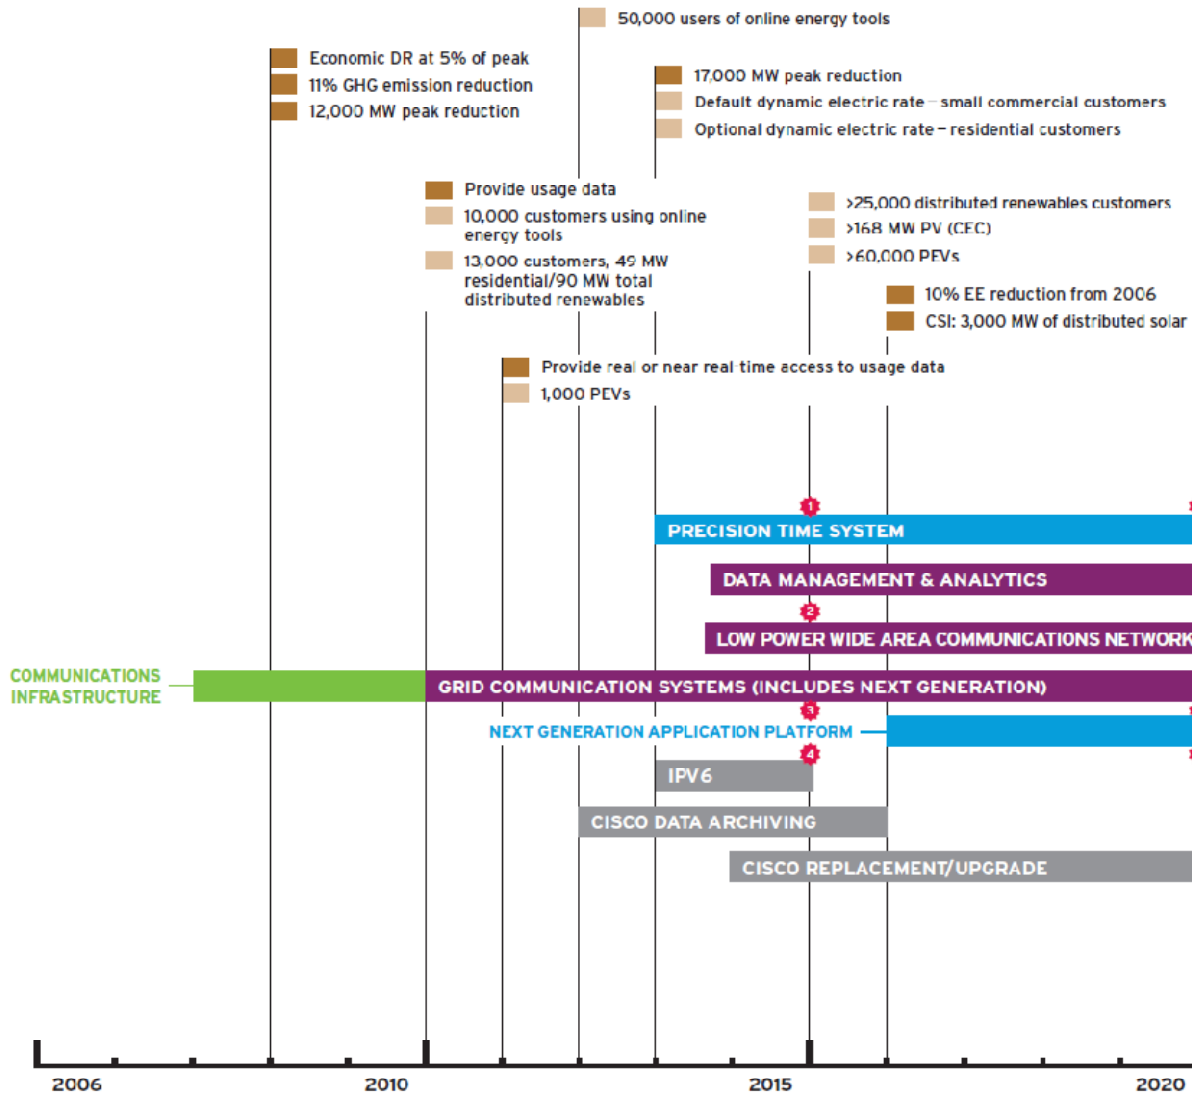 50,000 users of online energy tools
Economic DR at 5% of peak
11% GHG emission reduction
12,000 MW peak reduction
17,000 MW peak reduction
Default dynamic electric rate – small commercial customers
Optional dynamic electric rate – residential customers
Provide usage data
10,000 customers using online
energy tools
13,000 customers, 49 MW
residential/90 MW total
distributed renewables
>25,000 distributed renewables customers
>168 MW PV (CEC)
>60,000 PEVs
10% EE reduction from 2006
CSI: 3,000 MW of distributed solar
Provide real or near real-time access to usage data
1,000 PEVs
1
PRECISION TIME SYSTEM
DATA MANAGEMENT & ANALYTICS
2
LOW POWER WIDE AREA COMMUNICATIONS NETWORK
COMMUNICATIONS
INFRASTRUCTURE
GRID COMMUNICATION SYSTEMS (INCLUDES NEXT GENERATION)
3
NEXT GENERATION APPLICATION PLATFORM
4
IPV6
CISCO DATA ARCHIVING
CISCO REPLACEMENT/UPGRADE
2006
2010
2015
2020